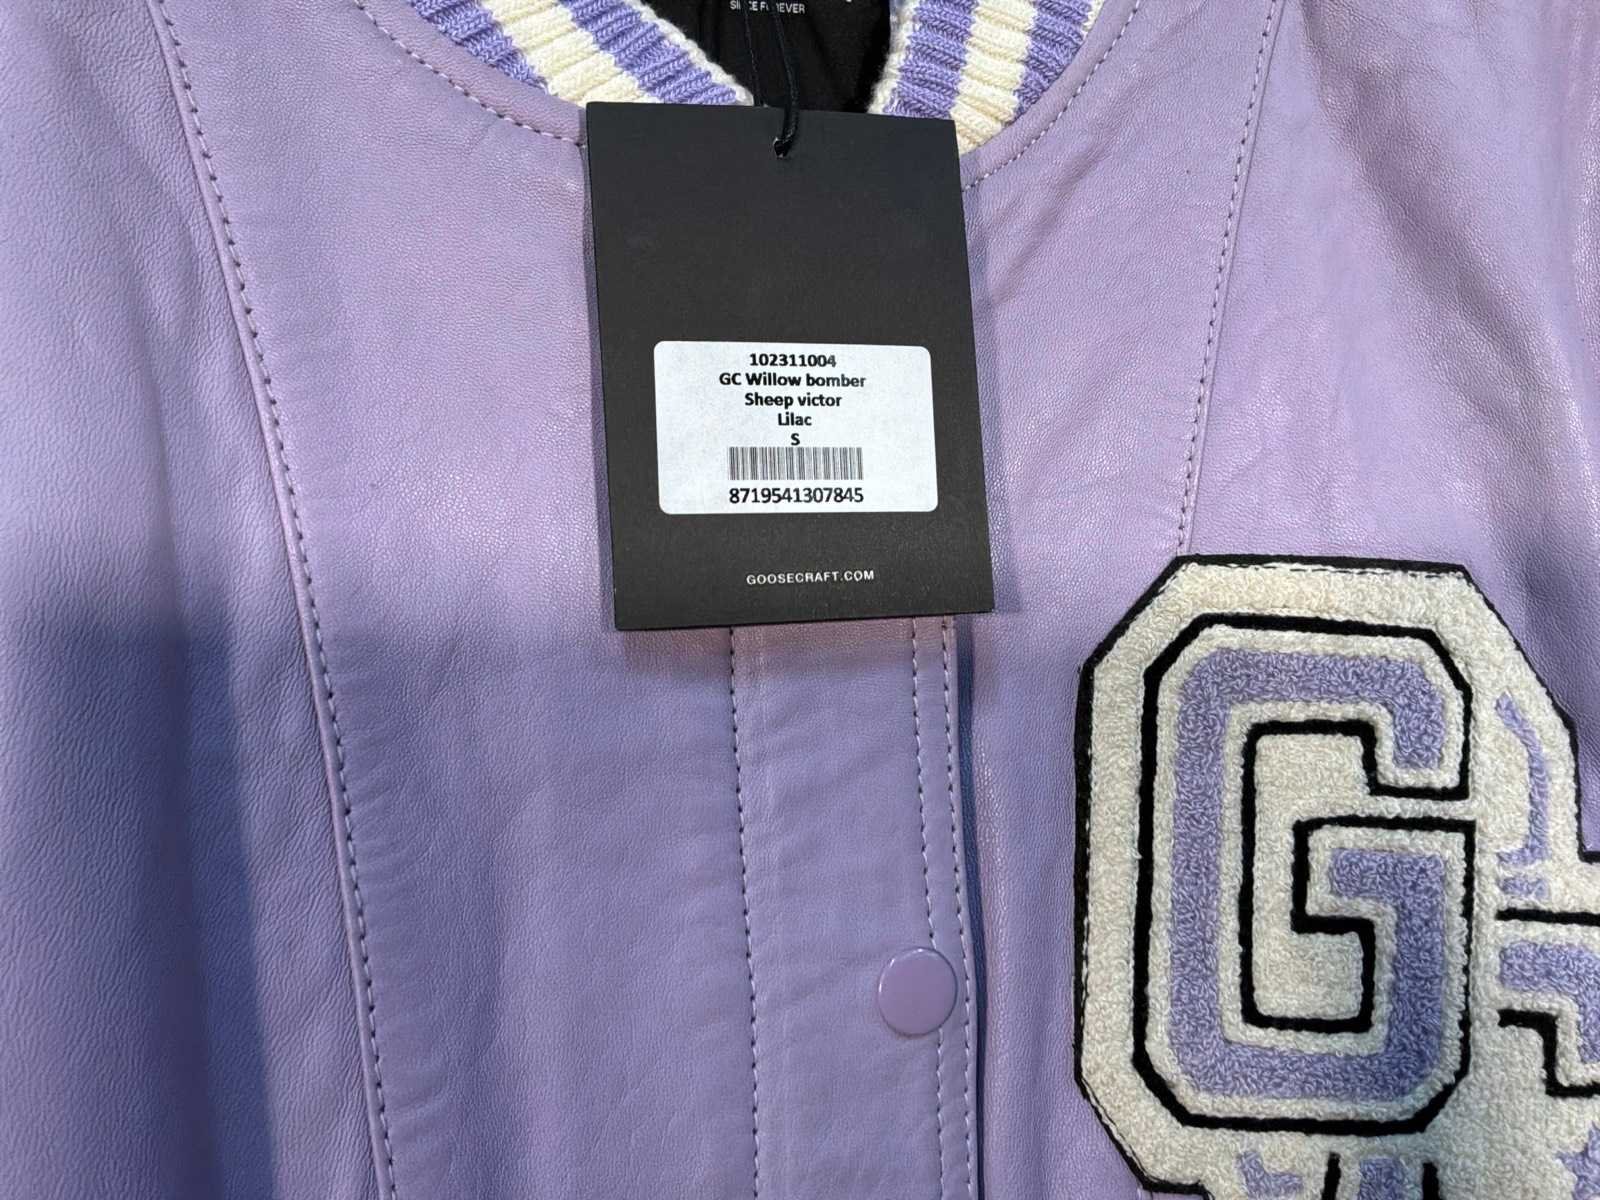 SINCE FOREVER
102311004
GC Willow bomber
Sheep victor
Lilac
S
8719541307845
GOOSECRAFT.COM
G